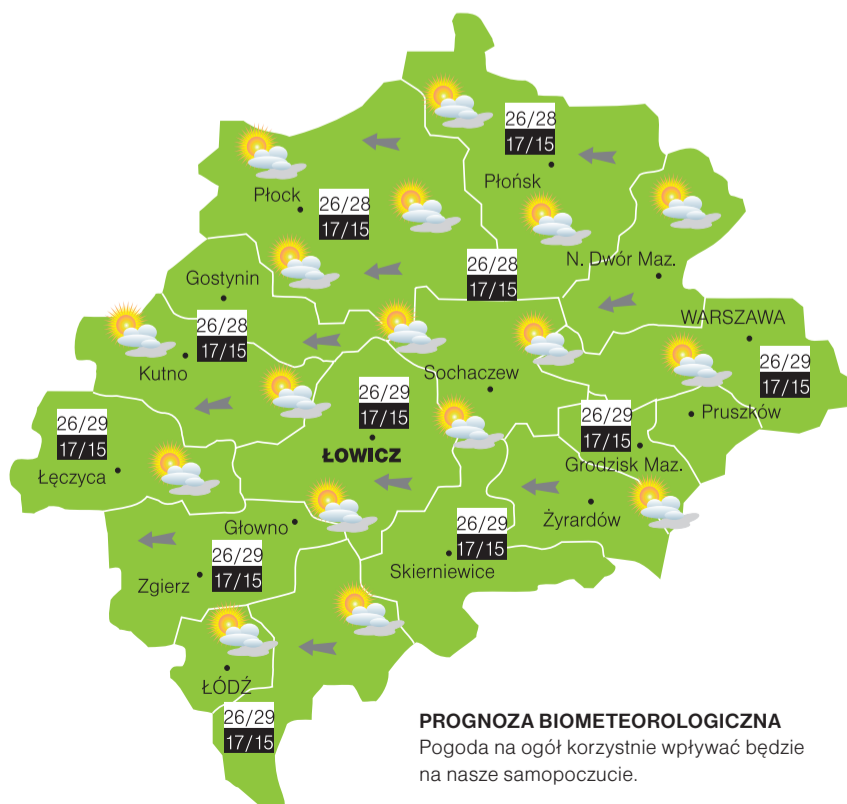 26/28
17/15
Płońsk
Płock
26/28
17/15
N. Dwór Maz.
26/28
17/15
Gostynin
WARSZAWA
26/28
17/15
Kutno
26/29
17/15
Sochaczew
26/29
17/15
ŁOWICZ
26/29
17/15
Pruszków
26/29
17/15
Łęczyca
Grodzisk Maz.
Żyrardów
Głowno
26/29
17/15
Skierniewice
26/29
17/15
Zgierz
ŁÓDŹ
26/29
17/15
PROGNOZA BIOMETEOROLOGICZNA
Pogoda na ogół korzystnie wpływać będzie
na nasze samopoczucie.